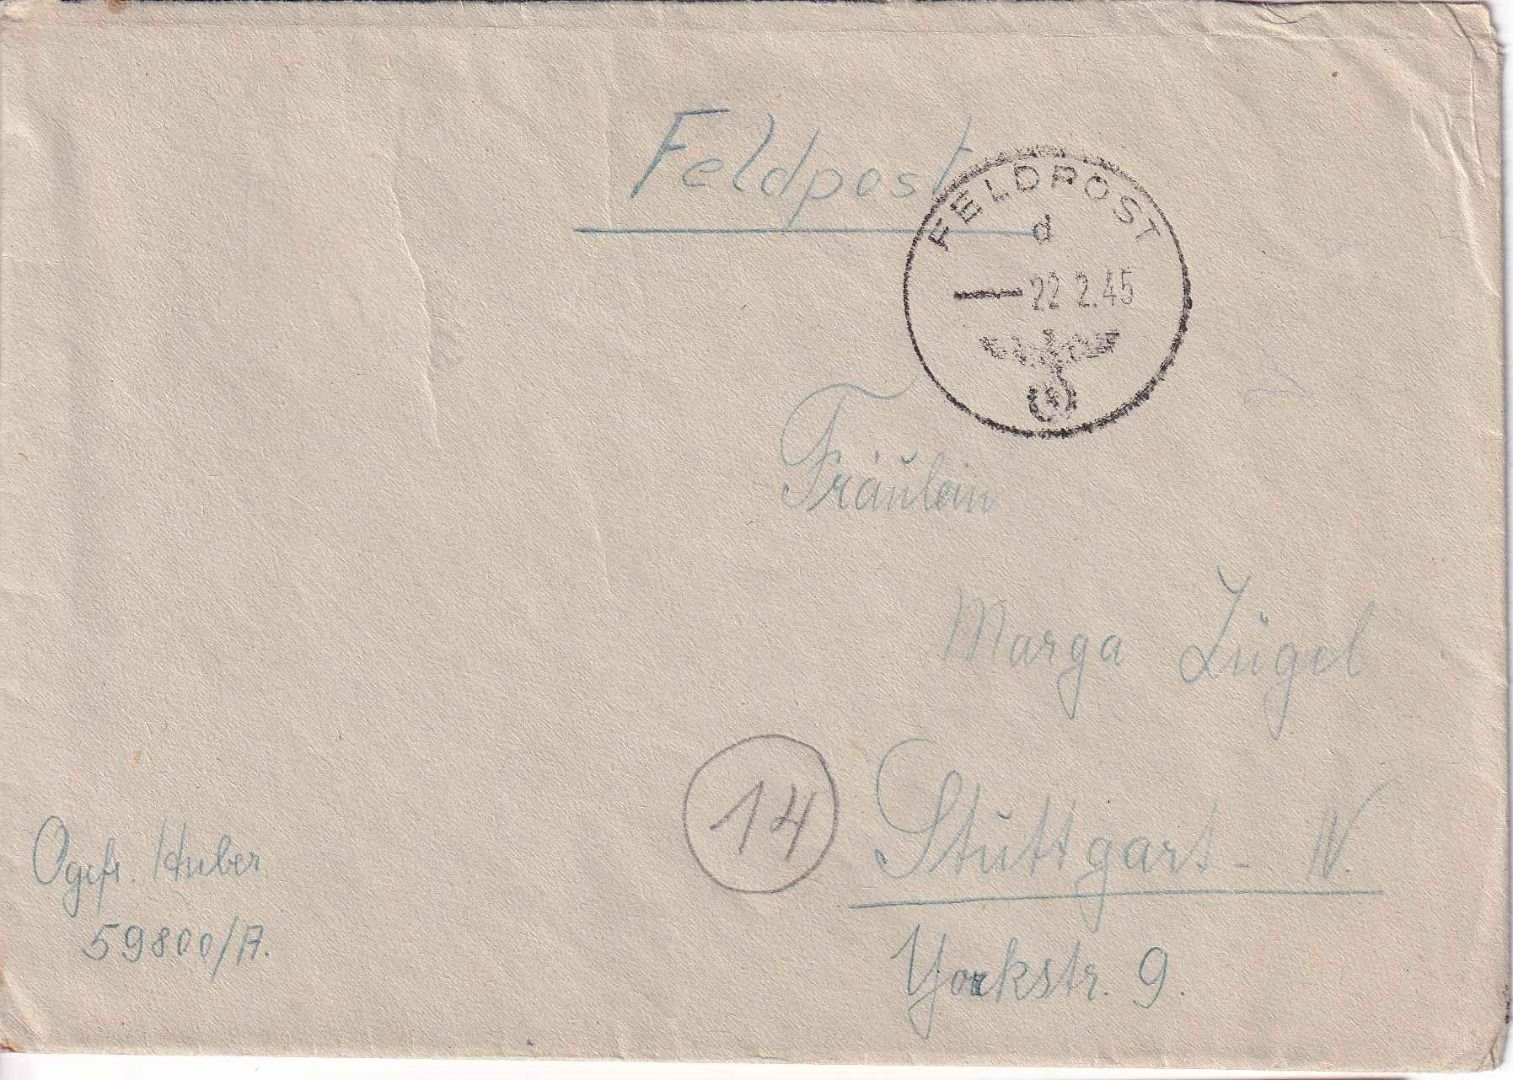 Feldpost
FELDPOST
d
22 2.45
Fräulein
Marga Zügel
14
Stuttgart-N.
Yorkstr. 9.
Ogefr. Huber
59800/A.